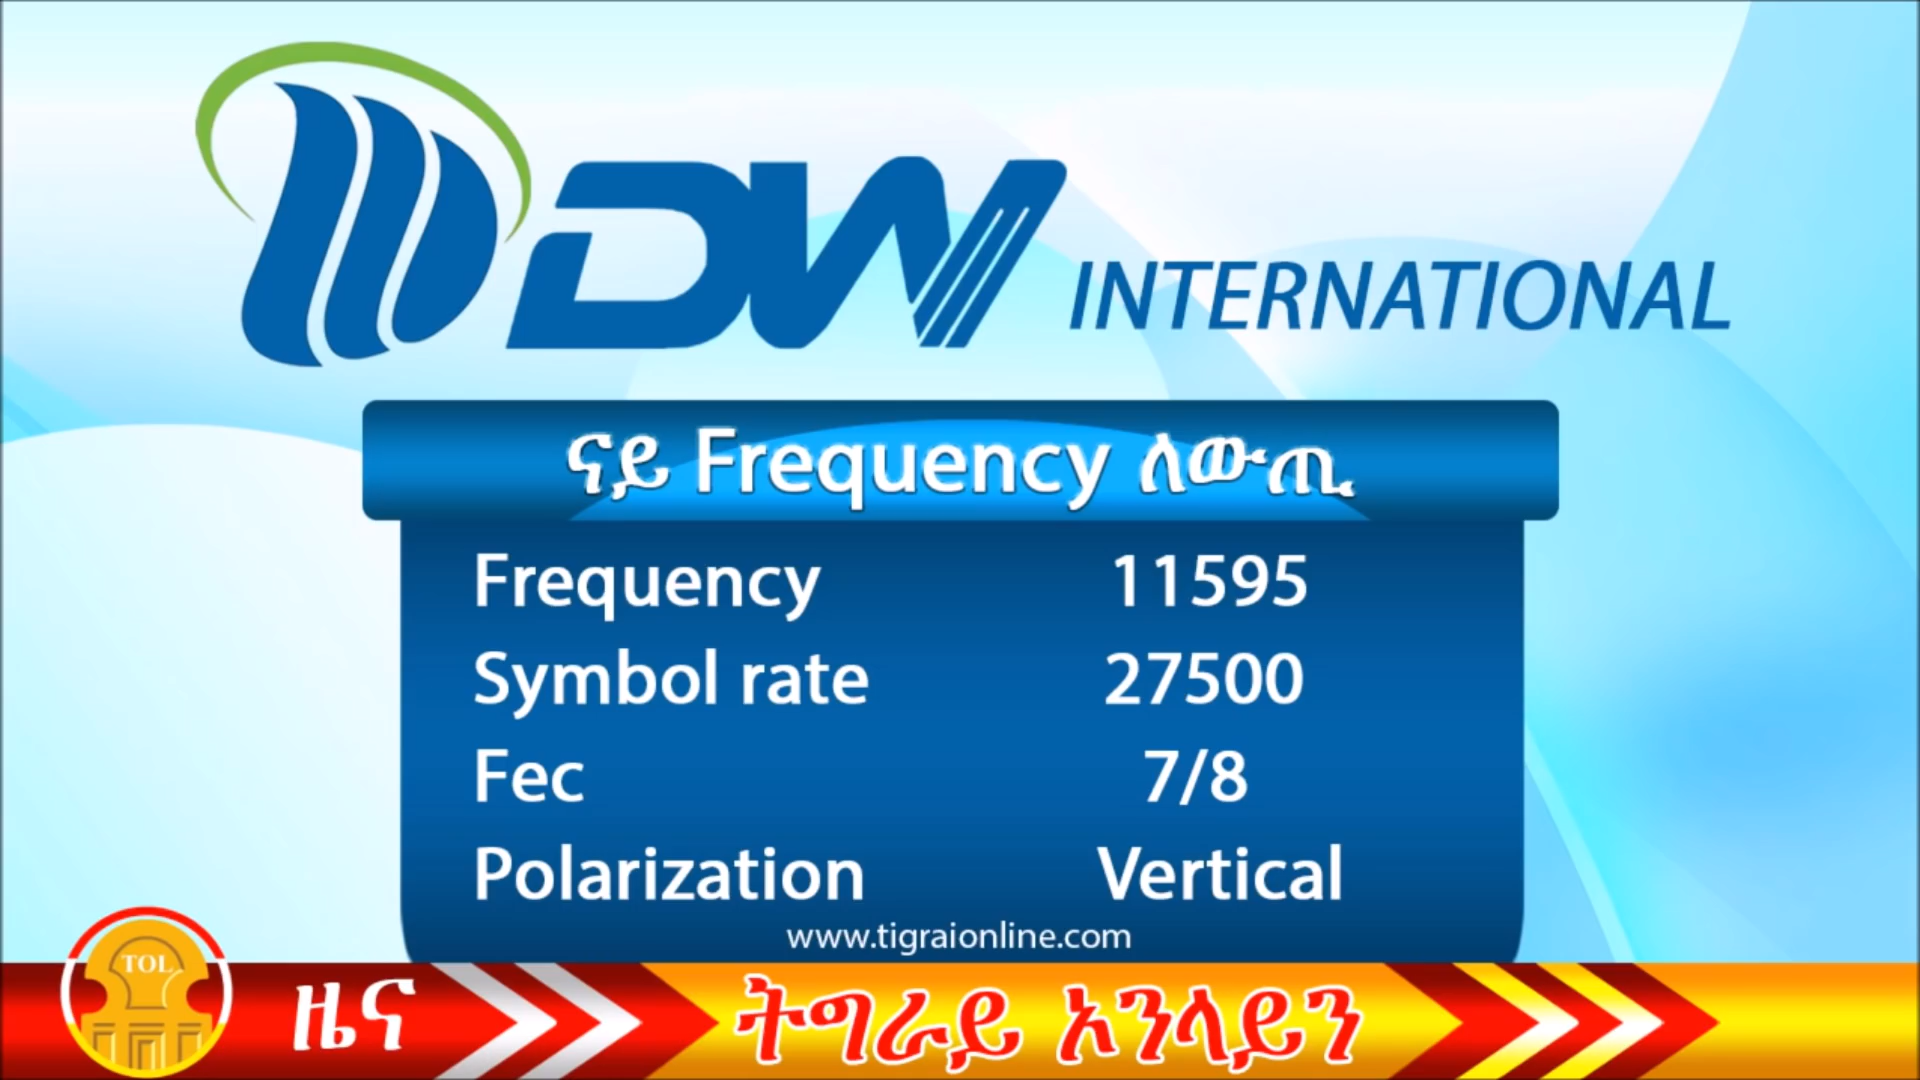 DW INTERNATIONAL
ናይ Frequency ለውጢ
Frequency 11595
Symbol rate 27500
Fec 7/8
Polarization Vertical
www.tigraionline.com
TOL
ዜና
ትግራይ ኦንላይን